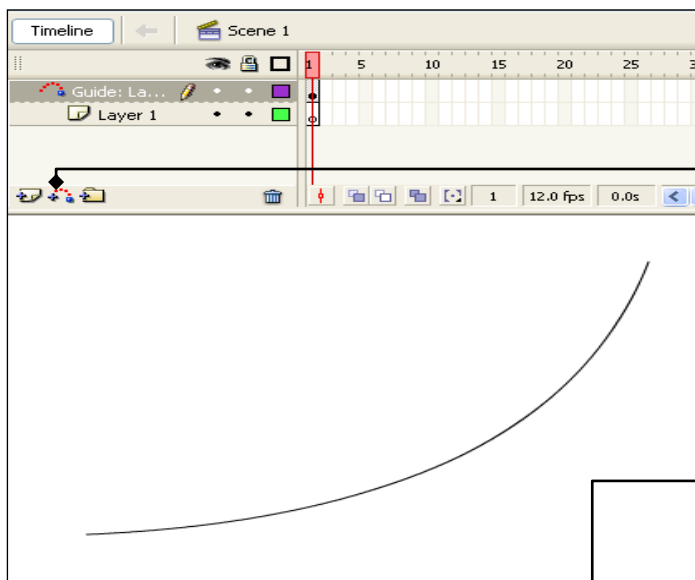 Timeline Scene 1
1 5 10 15 20 25
Guide: La...
Layer 1
1 12.0 fps 0.0s